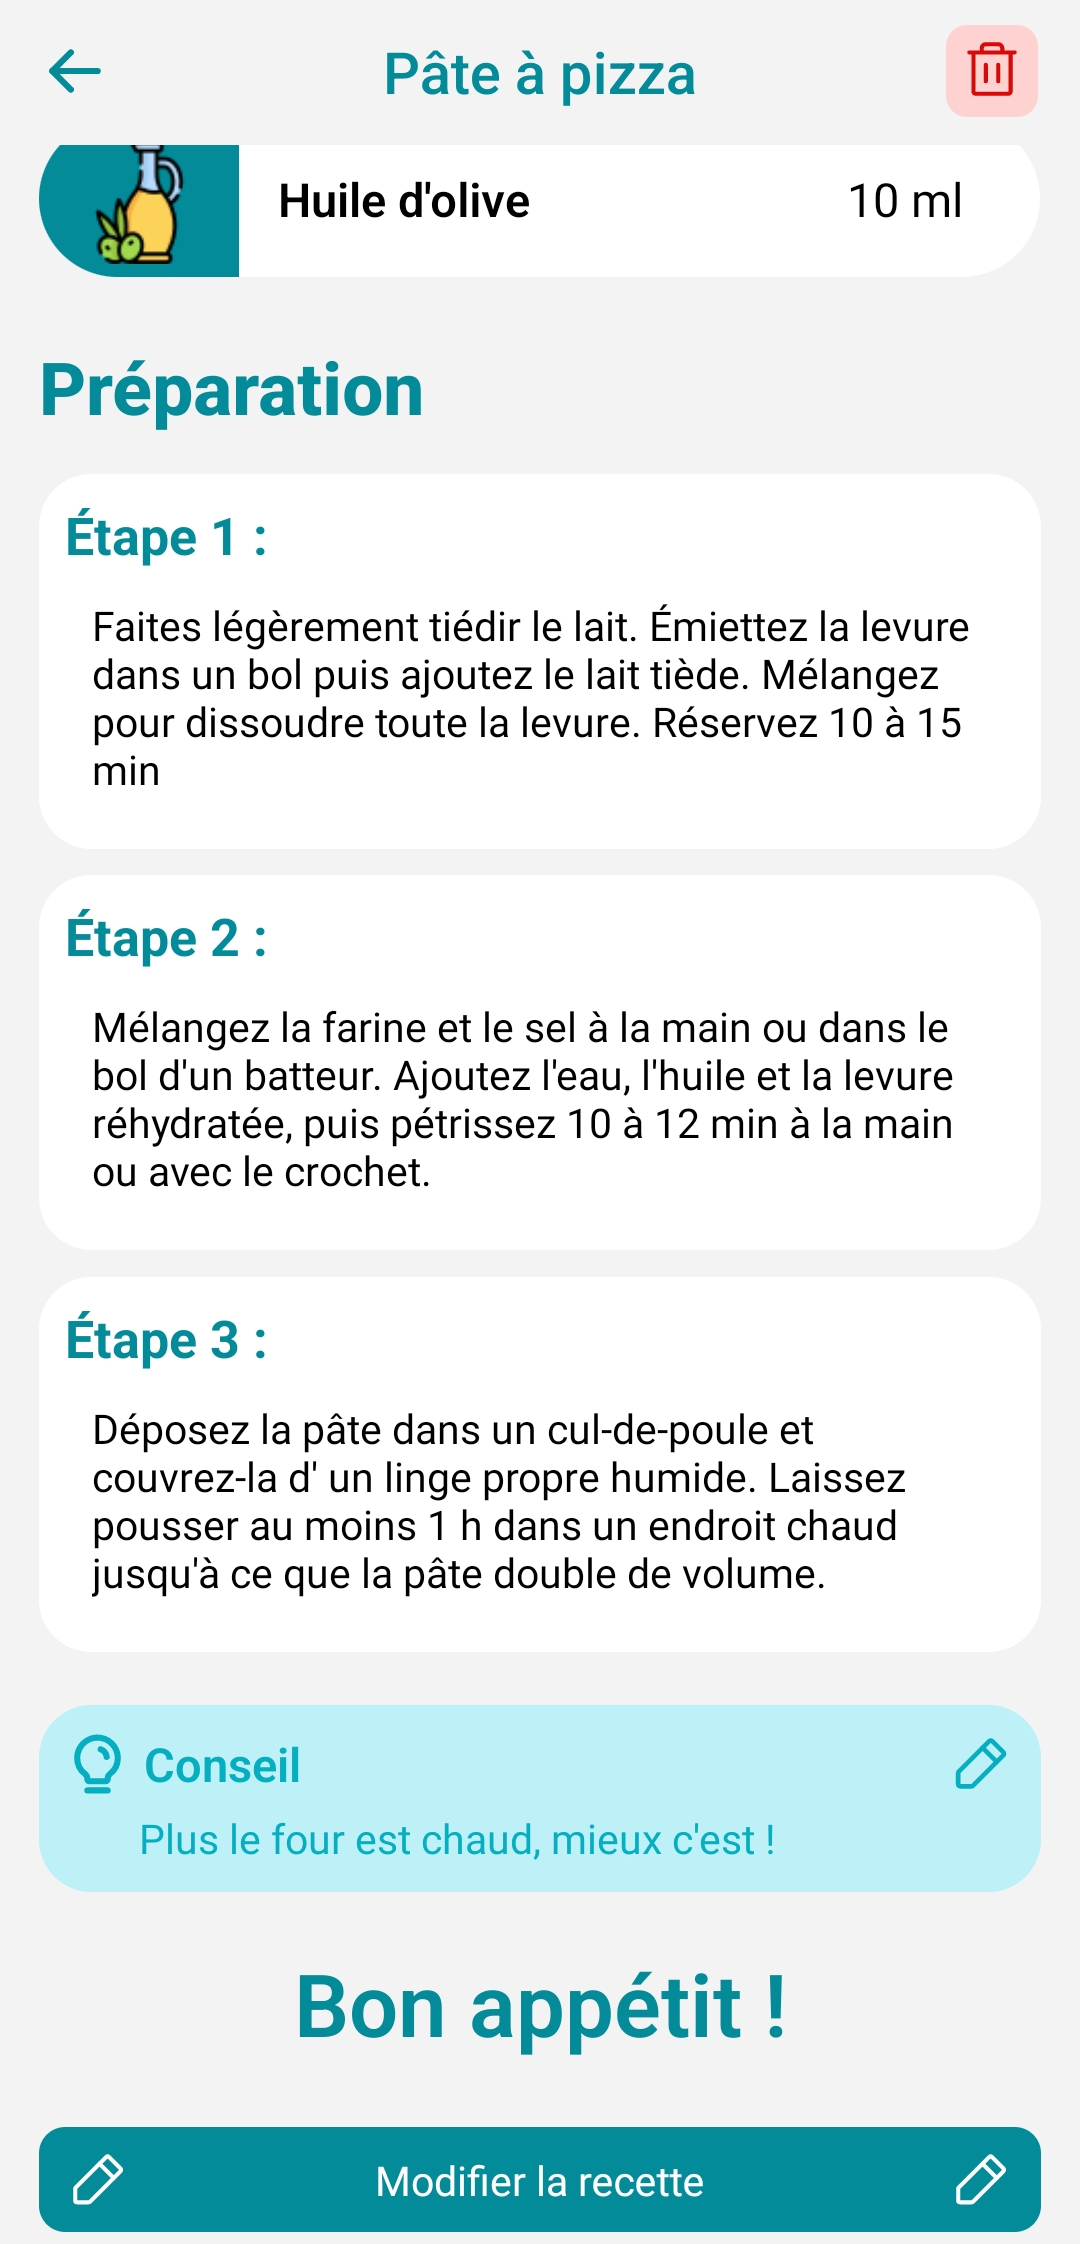 Pâte à pizza
Huile d'olive 10 ml
Préparation
Étape 1 :
Faites légèrement tiédir le lait. Émiettez la levure
dans un bol puis ajoutez le lait tiède. Mélangez
pour dissoudre toute la levure. Réservez 10 à 15
min
Étape 2 :
Mélangez la farine et le sel à la main ou dans le
bol d'un batteur. Ajoutez l'eau, l'huile et la levure
réhydratée, puis pétrissez 10 à 12 min à la main
ou avec le crochet.
Étape 3 :
Déposez la pâte dans un cul-de-poule et
couvrez-la d' un linge propre humide. Laissez
pousser au moins 1 h dans un endroit chaud
jusqu'à ce que la pâte double de volume.
Conseil
Plus le four est chaud, mieux c'est !
Bon appétit !
Modifier la recette